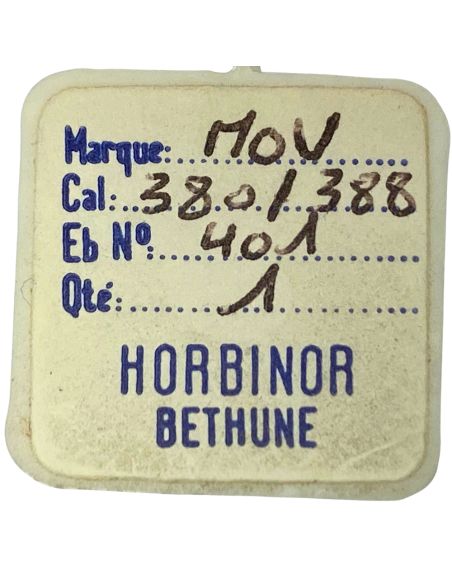 Marque: MOV
Cal: 380/388
Eb Nº: 401
Qté: 1
HORBINOR
BETHUNE